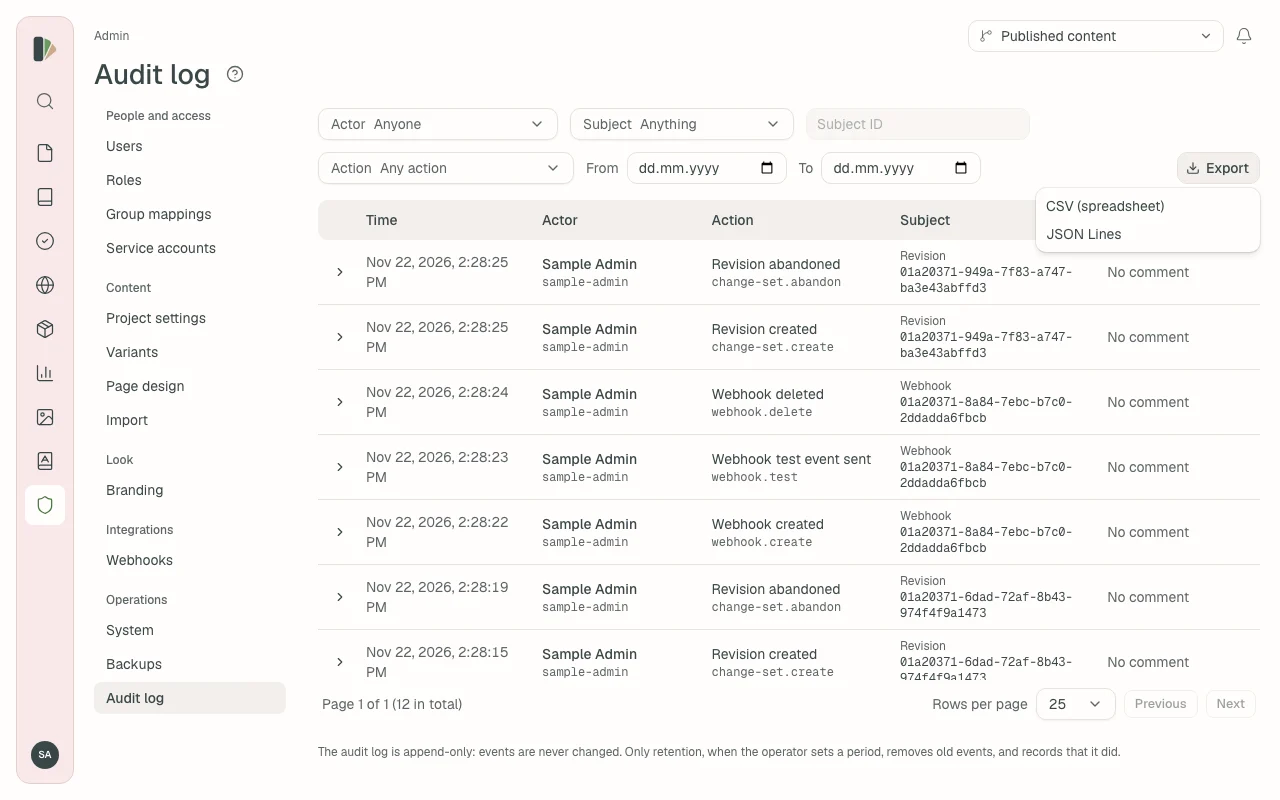 Admin
Published content
Audit log
People and access
Users
Roles
Group mappings
Service accounts
Content
Project settings
Variants
Page design
Import
Look
Branding
Integrations
Webhooks
Operations
System
Backups
Audit log
SA
Actor Anyone
Subject Anything
Subject ID
Action Any action
From dd.mm.yyyy
To dd.mm.yyyy
Export
CSV (spreadsheet)
JSON Lines
Time Actor Action Subject
Nov 22, 2026, 2:28:25 PM
Sample Admin
sample-admin
Revision abandoned
change-set.abandon
Revision
01a20371-949a-7f83-a747-
ba3e43abffd3
No comment
Nov 22, 2026, 2:28:25 PM
Sample Admin
sample-admin
Revision created
change-set.create
Revision
01a20371-949a-7f83-a747-
ba3e43abffd3
No comment
Nov 22, 2026, 2:28:24 PM
Sample Admin
sample-admin
Webhook deleted
webhook.delete
Webhook
01a20371-8a84-7ebc-b7c0-
2ddadda6fbcb
No comment
Nov 22, 2026, 2:28:23 PM
Sample Admin
sample-admin
Webhook test event sent
webhook.test
Webhook
01a20371-8a84-7ebc-b7c0-
2ddadda6fbcb
No comment
Nov 22, 2026, 2:28:22 PM
Sample Admin
sample-admin
Webhook created
webhook.create
Webhook
01a20371-8a84-7ebc-b7c0-
2ddadda6fbcb
No comment
Nov 22, 2026, 2:28:19 PM
Sample Admin
sample-admin
Revision abandoned
change-set.abandon
Revision
01a20371-6dad-72af-8b43-
974f4f9a1473
No comment
Nov 22, 2026, 2:28:15 PM
Sample Admin
sample-admin
Revision created
change-set.create
Revision
01a20371-6dad-72af-8b43-
974f4f9a1473
No comment
Page 1 of 1 (12 in total)
Rows per page 25 Previous Next
The audit log is append-only: events are never changed. Only retention, when the operator sets a period, removes old events, and records that it did.